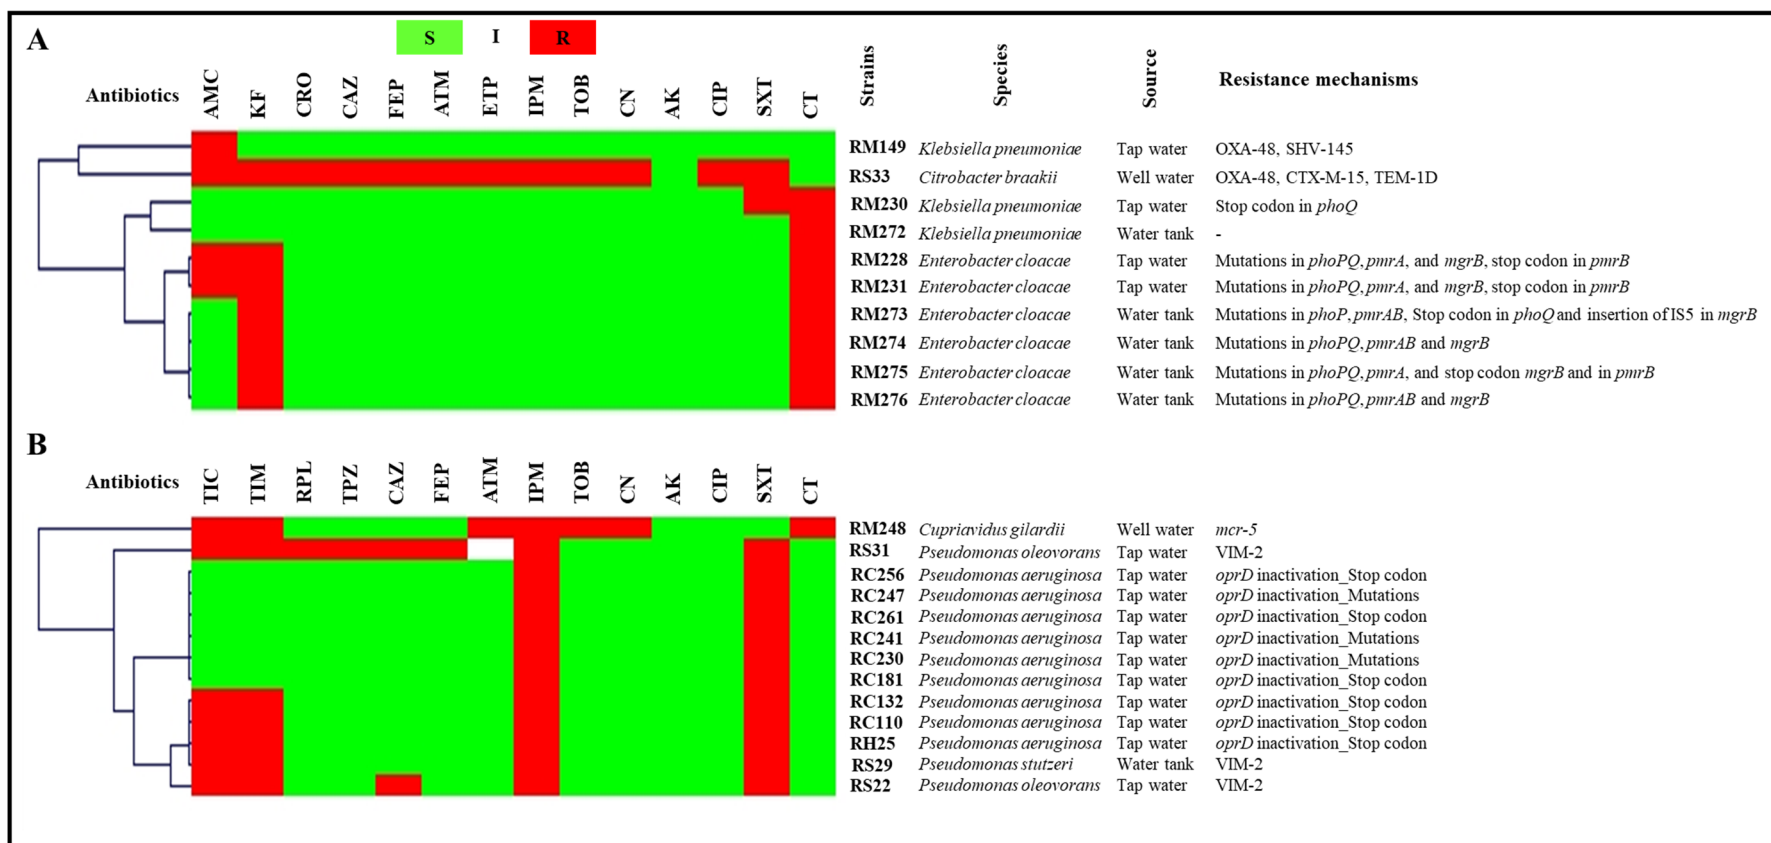 A
S I R
Antibiotics AMC KF CRO CAZ FEP ATM ETP IPM TOB CN AK CIP SXT CT Strains Species Source Resistance mechanisms
RM149 Klebsiella pneumoniae Tap water OXA-48, SHV-145
RS33 Citrobacter braakii Well water OXA-48, CTX-M-15, TEM-1D
RM230 Klebsiella pneumoniae Tap water Stop codon in phoQ
RM272 Klebsiella pneumoniae Water tank -
RM228 Enterobacter cloacae Tap water Mutations in phoPQ, pmrA, and mgrB, stop codon in pmrB
RM231 Enterobacter cloacae Tap water Mutations in phoPQ, pmrA, and mgrB, stop codon in pmrB
RM273 Enterobacter cloacae Water tank Mutations in phoP, pmrAB, Stop codon in phoQ and insertion of IS5 in mgrB
RM274 Enterobacter cloacae Water tank Mutations in phoPQ, pmrAB and mgrB
RM275 Enterobacter cloacae Water tank Mutations in phoPQ, pmrA, and stop codon mgrB and in pmrB
RM276 Enterobacter cloacae Water tank Mutations in phoPQ, pmrAB and mgrB
B
Antibiotics TIC TIM RPL TPZ CAZ FEP ATM IPM TOB CN AK CIP SXT CT
RM248 Cupriavidus gilardii Well water mcr-5
RS31 Pseudomonas oleovorans Tap water VIM-2
RC256 Pseudomonas aeruginosa Tap water oprD inactivation_Stop codon
RC247 Pseudomonas aeruginosa Tap water oprD inactivation_Mutations
RC261 Pseudomonas aeruginosa Tap water oprD inactivation_Stop codon
RC241 Pseudomonas aeruginosa Tap water oprD inactivation_Mutations
RC230 Pseudomonas aeruginosa Tap water oprD inactivation_Mutations
RC181 Pseudomonas aeruginosa Tap water oprD inactivation_Stop codon
RC132 Pseudomonas aeruginosa Tap water oprD inactivation_Stop codon
RC110 Pseudomonas aeruginosa Tap water oprD inactivation_Stop codon
RH25 Pseudomonas aeruginosa Tap water oprD inactivation_Stop codon
RS29 Pseudomonas stutzeri Water tank VIM-2
RS22 Pseudomonas oleovorans Tap water VIM-2